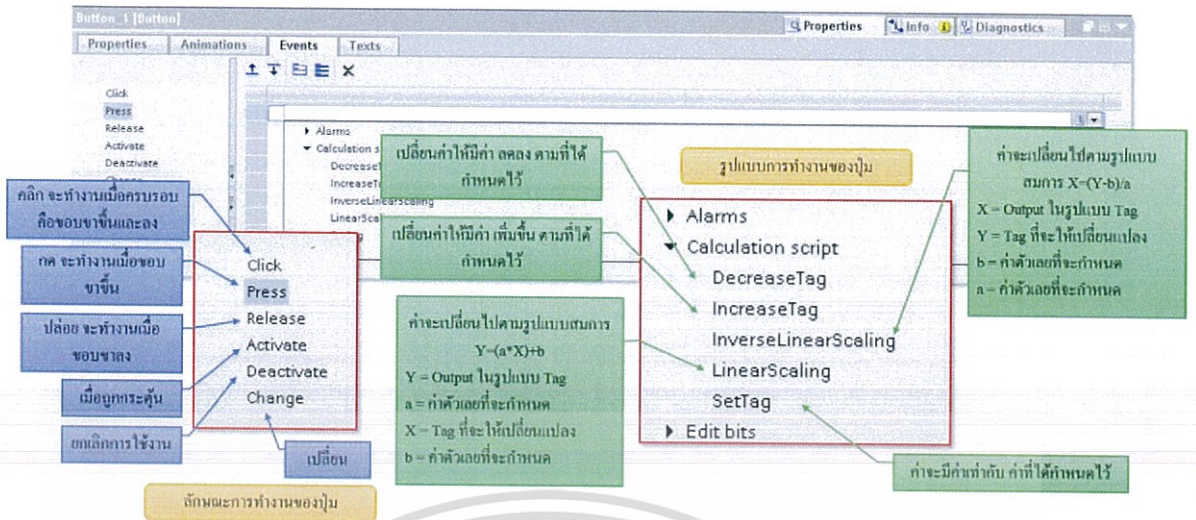 Button_1 [Button]
Properties
Info
Diagnostics
Properties
Animations
Events
Texts
Click
Press
Release
Activate
Deactivate
Alarms
Calculation s
Decrease
IncreaseT
InverseLinearScaling
LinearSca
เปลี่ยนค่าให้มีค่า ลดลง ตามที่ได้
กำหนดไว้
เปลี่ยนค่าให้มีค่า เพิ่มขึ้น ตามที่ได้
กำหนดไว้
รูปแบบการทำงานของปุ่ม
ค่าจะเปลี่ยนไปตามรูปแบบ
สมการ X=(Y-b)/a
X = Output ในรูปแบบ Tag
Y = Tag ที่จะให้เปลี่ยนแปลง
b = ค่าตัวเลขที่จะกำหนด
a = ค่าตัวเลขที่จะกำหนด
คลิก จะทำงานเมื่อครบรอบ
คือขอบขาขึ้นและลง
กด จะทำงานเมื่อขอบ
ขาขึ้น
ปล่อย จะทำงานเมื่อ
ขอบขาลง
เมื่อถูกกระตุ้น
ยกเลิกการใช้งาน
เปลี่ยน
Click
Press
Release
Activate
Deactivate
Change
ลักษณะการทำงานของปุ่ม
ค่าจะเปลี่ยนไปตามรูปแบบสมการ
Y=(a*X)+b
Y = Output ในรูปแบบ Tag
a = ค่าตัวเลขที่จะกำหนด
X = Tag ที่จะให้เปลี่ยนแปลง
b = ค่าตัวเลขที่จะกำหนด
Alarms
Calculation script
DecreaseTag
IncreaseTag
InverseLinearScaling
LinearScaling
SetTag
Edit bits
ค่าจะมีค่าเท่ากับ ค่าที่ได้กำหนดไว้